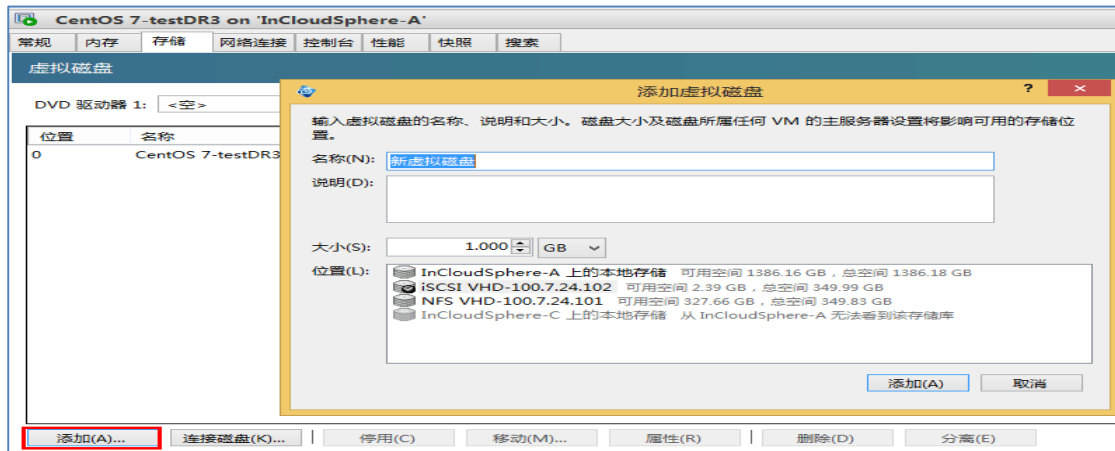 CentOS 7-testDR3 on 'InCloudSphere-A'
常规 内存 存储 网络连接 控制台 性能 快照 搜索
虚拟磁盘
DVD 驱动器 1: <空>
位置 名称
0 CentOS 7-testDR3
添加虚拟磁盘
? ×
输入虚拟磁盘的名称、说明和大小。磁盘大小及磁盘所属任何 VM 的主服务器设置将影响可用的存储位
置。
名称(N): 新虚拟磁盘
说明(D):
大小(S): 1.000 GB
位置(L): InCloudSphere-A 上的本地存储 可用空间 1386.16 GB，总空间 1386.18 GB
iSCSI VHD-100.7.24.102 可用空间 2.39 GB，总空间 349.99 GB
NFS VHD-100.7.24.101 可用空间 327.66 GB，总空间 349.83 GB
InCloudSphere-C 上的本地存储 从 InCloudSphere-A 无法看到该存储库
添加(A) 取消
添加(A)... 连接磁盘(K)... 停用(C) 移动(M)... 属性(R) 删除(D) 分离(E)